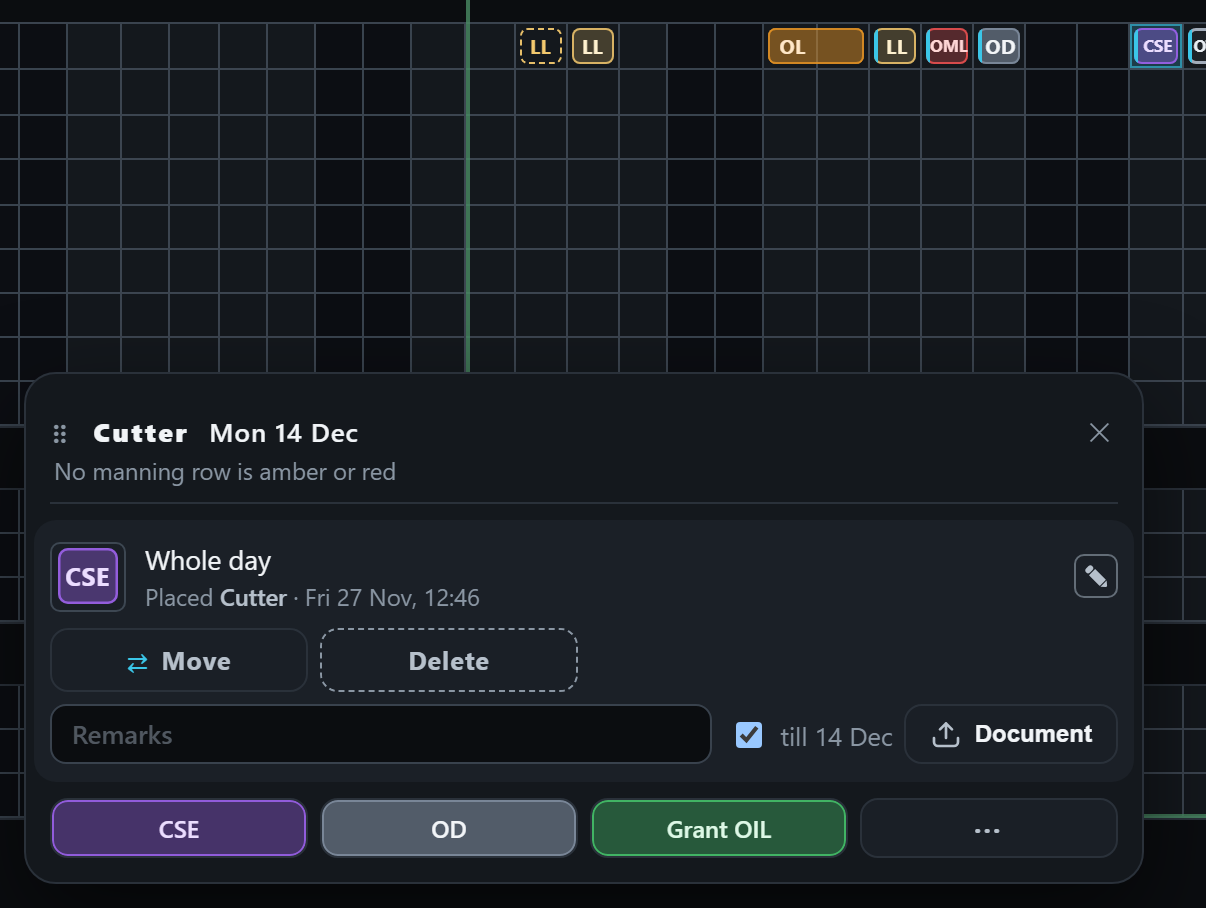 LL LL OL LL OML OD CSE
Cutter Mon 14 Dec
No manning row is amber or red
CSE Whole day
Placed Cutter · Fri 27 Nov, 12:46
Move Delete
Remarks till 14 Dec Document
CSE OD Grant OIL ...